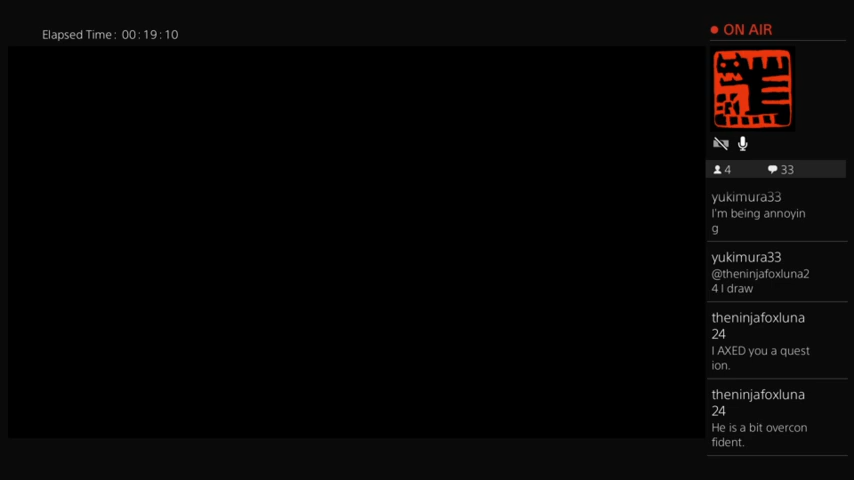 Elapsed Time: 00:19:10
ON AIR
4 33
yukimura33
I'm being annoyin
g
yukimura33
@theninjafoxluna2
4 I draw
theninjafoxluna
24
I AXED you a quest
ion.
theninjafoxluna
24
He is a bit overcon
fident.